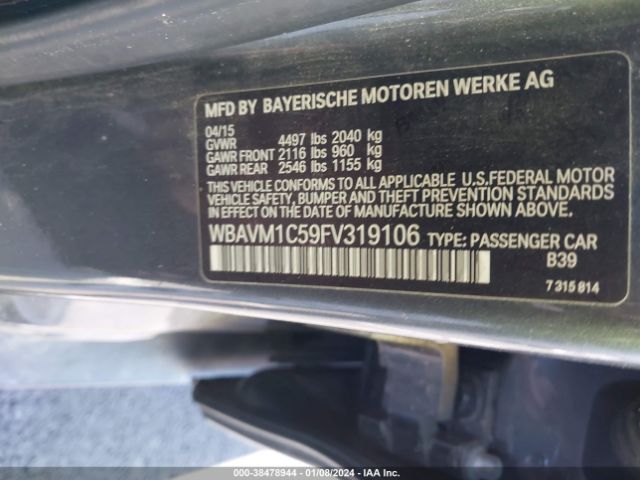 MFD BY BAYERISCHE MOTOREN WERKE AG
04/15
GVWR 4497 lbs 2040 kg
GAWR FRONT 2116 lbs 960 kg
GAWR REAR 2546 lbs 1155 kg
THIS VEHICLE CONFORMS TO ALL APPLICABLE U.S.FEDERAL MOTOR
VEHICLE SAFETY, BUMPER AND THEFT PREVENTION STANDARDS
IN EFFECT ON THE DATE OF MANUFACTURE SHOWN ABOVE.
WBAVM1C59FV319106 TYPE: PASSENGER CAR
B39
7 315 814
000-38478944 — 01/08/2024 — IAA Inc.